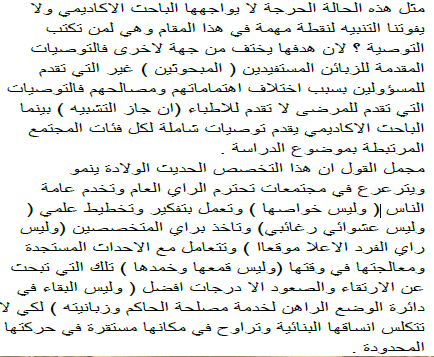 مثل هذه الحالة الحرجة لا يواجهها الباحث الاكاديمي ولا
يفوتنا التنبيه لنقطة مهمة في هذا المقام وهي لمن تكتب
التوصية ؟ لان هدفها يختف من جهة لاخرى فالتوصيات
المقدمة للزبائن المستفيدين ( المبحوثين ) غير التي تقدم
للمسؤولين بسبب اختلاف اهتماماتهم ومصالحهم فالتوصيات
التي تقدم للمرضى لا تقدم للاطباء (ان جاز التشبيه ) بينما
الباحث الاكاديمي يقدم توصيات شاملة لكل فئات المجتمع
المرتبطة بموضوع الدراسة .
مجمل القول ان هذا التخصص الحديث الولادة ينمو
ويترعرع في مجتمعات تحترم الراي العام وتخدم عامة
الناس ( وليس خواصها ) وتعمل بتفكير وتخطيط علمي (
وليس عشوائي رغائبي) وتاخذ براي المتخصصين (وليس
راي الفرد الاعلا موقعاا ) وتتعامل مع الاحداث المستجدة
ومعالجتها في وقتها (وليس قمعها وخمدها ) تلك التي تبحث
عن الارتقاء والصعود الا درجات افضل ( وليس البقاء في
دائرة الوضع الراهن لخدمة مصلحة الحاكم وزبانيته ) لكي لا
تتكلس انساقها البنائية وتراوح في مكانها مستقرة في حركتها
المحدودة .